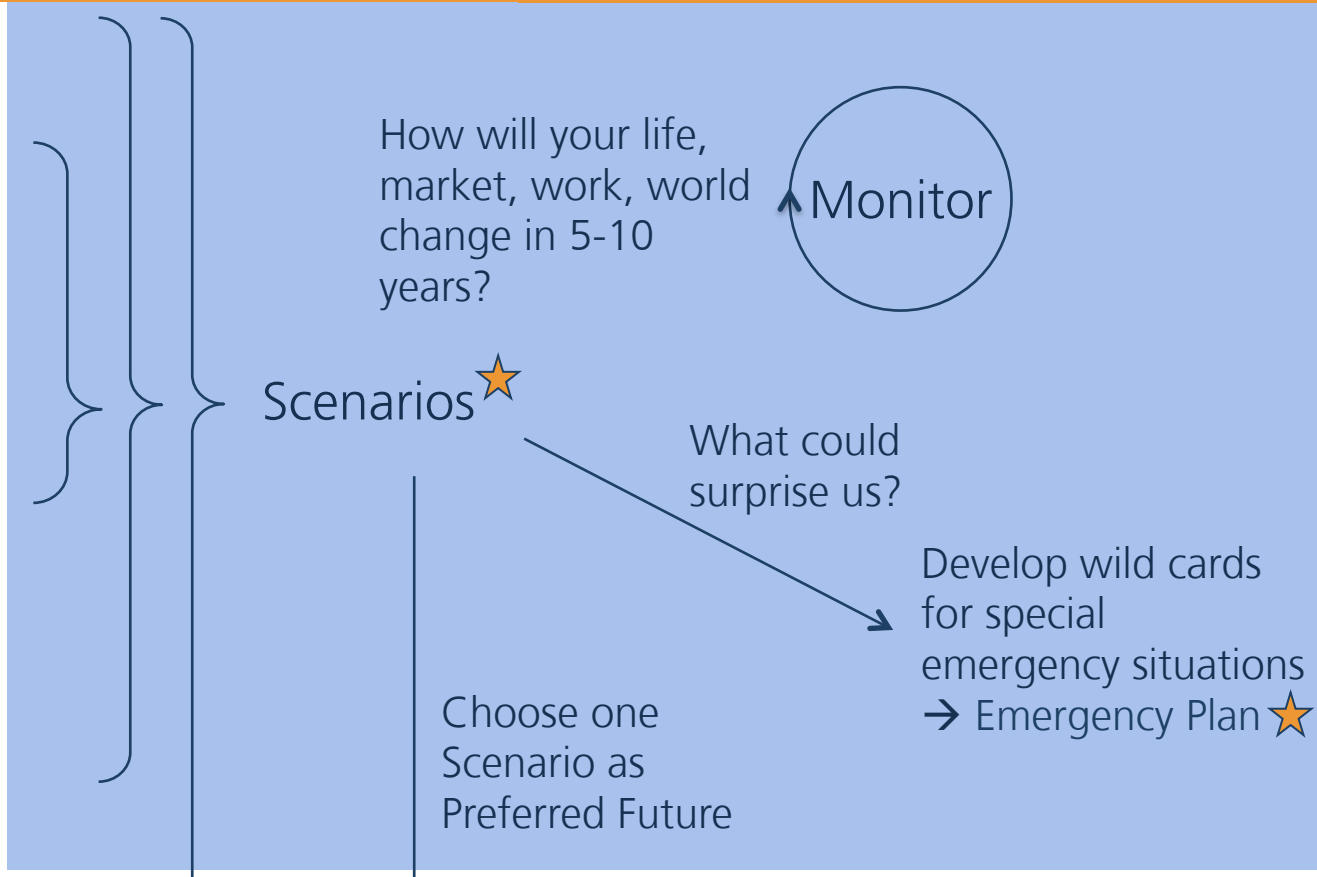 How will your life,
market, work, world
change in 5-10
years?
Monitor
Scenarios
What could
surprise us?
Develop wild cards
for special
emergency situations
→ Emergency Plan
Choose one
Scenario as
Preferred Future